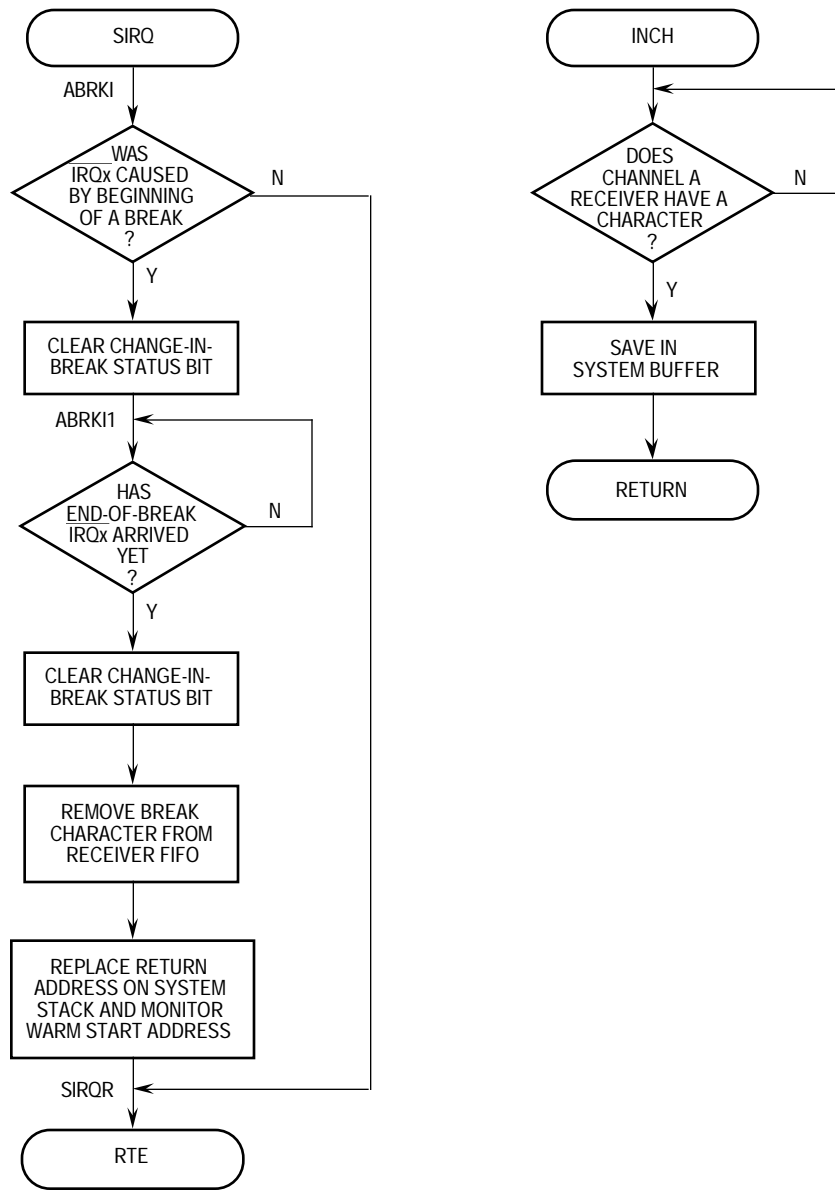 SIRQ
ABRKI
WAS
IRQx CAUSED
BY BEGINNING
OF A BREAK
?
N
Y
CLEAR CHANGE-IN-
BREAK STATUS BIT
ABRKI1
HAS
END-OF-BREAK
IRQx ARRIVED
YET
?
N
Y
CLEAR CHANGE-IN-
BREAK STATUS BIT
REMOVE BREAK
CHARACTER FROM
RECEIVER FIFO
REPLACE RETURN
ADDRESS ON SYSTEM
STACK AND MONITOR
WARM START ADDRESS
SIRQR
RTE
INCH
DOES
CHANNEL A
RECEIVER HAVE A
CHARACTER
?
N
Y
SAVE IN
SYSTEM BUFFER
RETURN